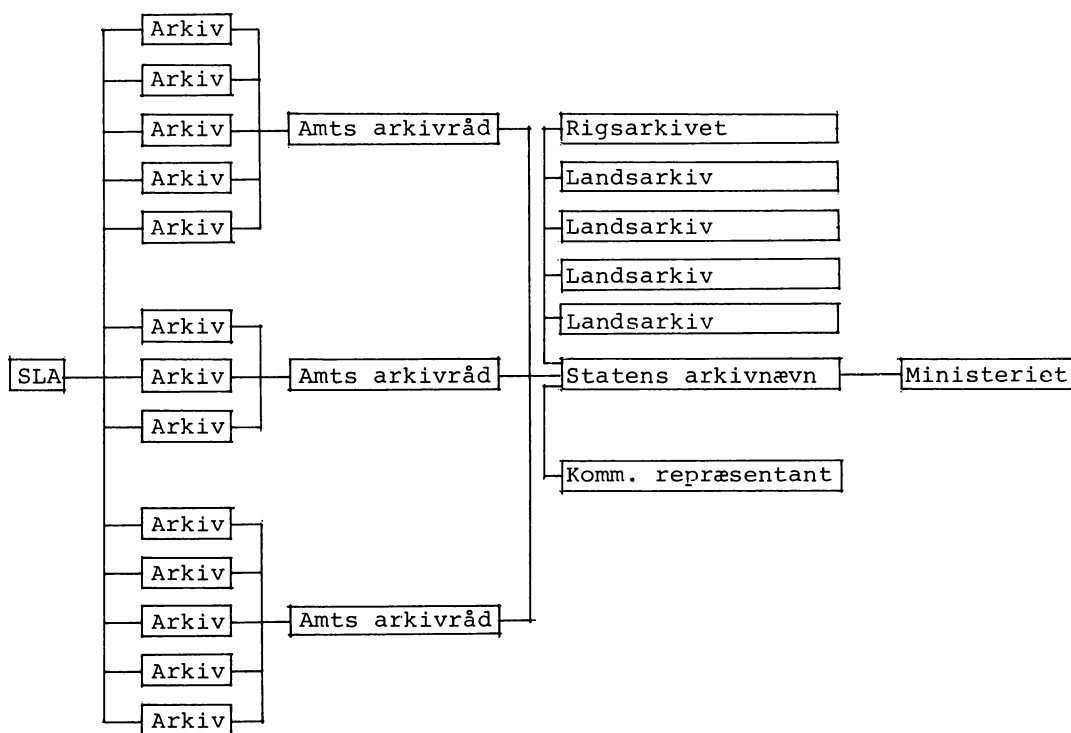 Arkiv
Arkiv
Arkiv
Arkiv
Arkiv
Amts arkivråd
Rigsarkivet
Landsarkiv
Landsarkiv
Landsarkiv
Landsarkiv
SLA
Arkiv
Arkiv
Arkiv
Amts arkivråd
Statens arkivnævn
Ministeriet
Komm. repræsentant
Arkiv
Arkiv
Arkiv
Arkiv
Arkiv
Amts arkivråd